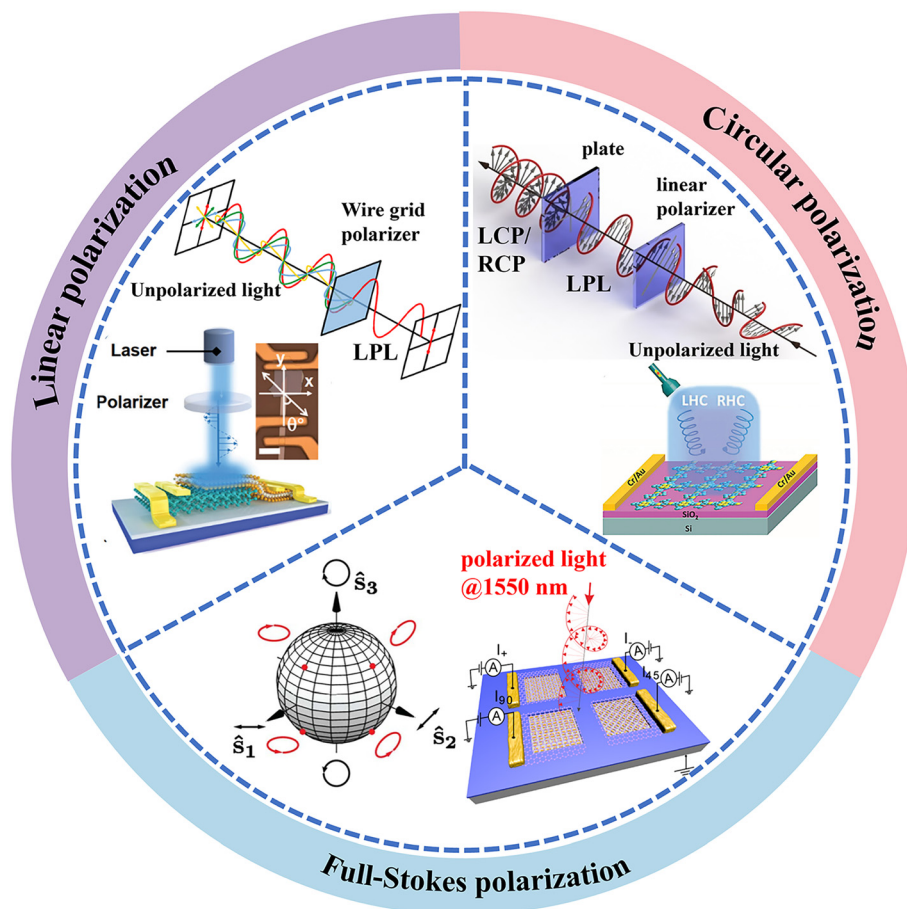 Linear polarization
Circular polarization
Full-Stokes polarization
Unpolarized light
Wire grid
polarizer
LPL
Laser
Polarizer
y
x
θ°
plate
linear
polarizer
LCP/
RCP
LPL
Unpolarized light
LHC RHC
Cr/Au
Cr/Au
SiO₂
Si
ŝ₃
ŝ₁
ŝ₂
polarized light
@1550 nm
I₊
A
I₋
A
I₉₀
A
I₄₅
A